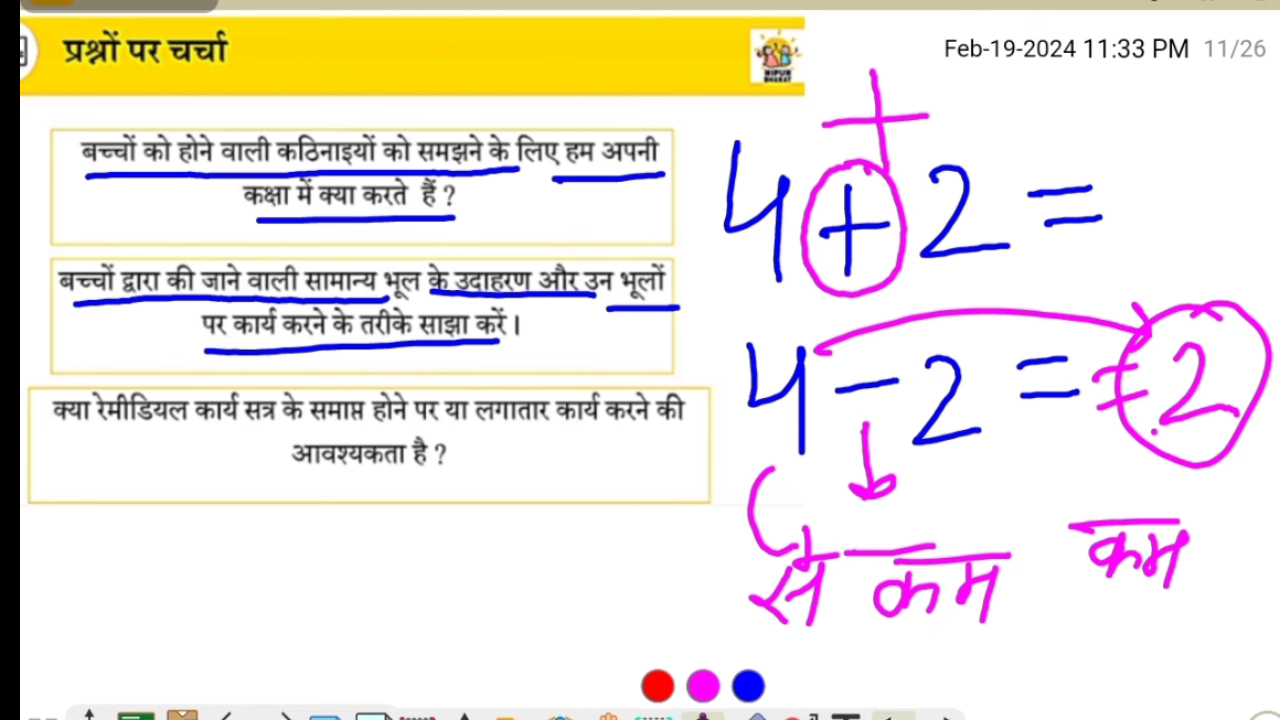 प्रश्नों पर चर्चा
NIPUN BHARAT
Feb-19-2024 11:33 PM 11/26
बच्चों को होने वाली कठिनाइयों को समझने के लिए हम अपनी
कक्षा में क्या करते हैं ?
बच्चों द्वारा की जाने वाली सामान्य भूल के उदाहरण और उन भूलों
पर कार्य करने के तरीके साझा करें।
क्या रेमीडियल कार्य सत्र के समाप्त होने पर या लगातार कार्य करने की
आवश्यकता है ?
+
4 + 2 =
4 - 2 = 2
से कम कम